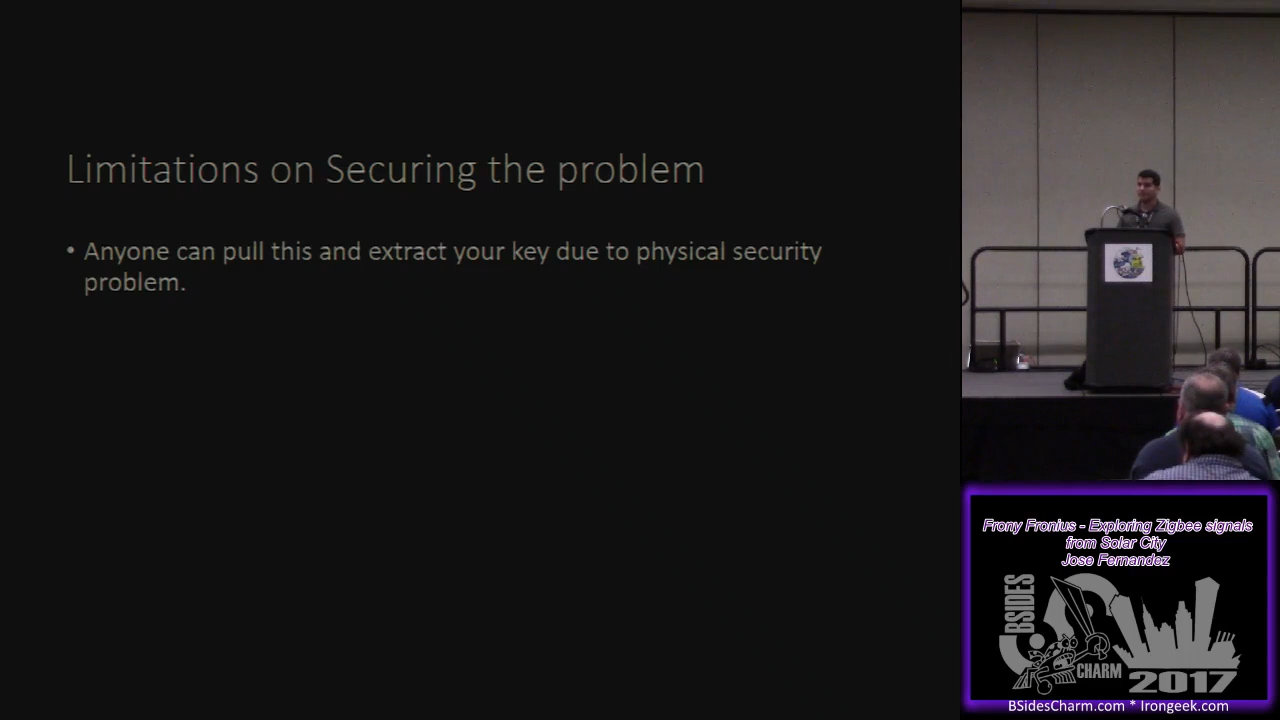 Limitations on Securing the problem
• Anyone can pull this and extract your key due to physical security
problem.
Frony Fronius - Exploring Zigbee signals
from Solar City
Jose Fernandez
BSIDES
CHARM
2017
BSidesCharm.com * Irongeek.com